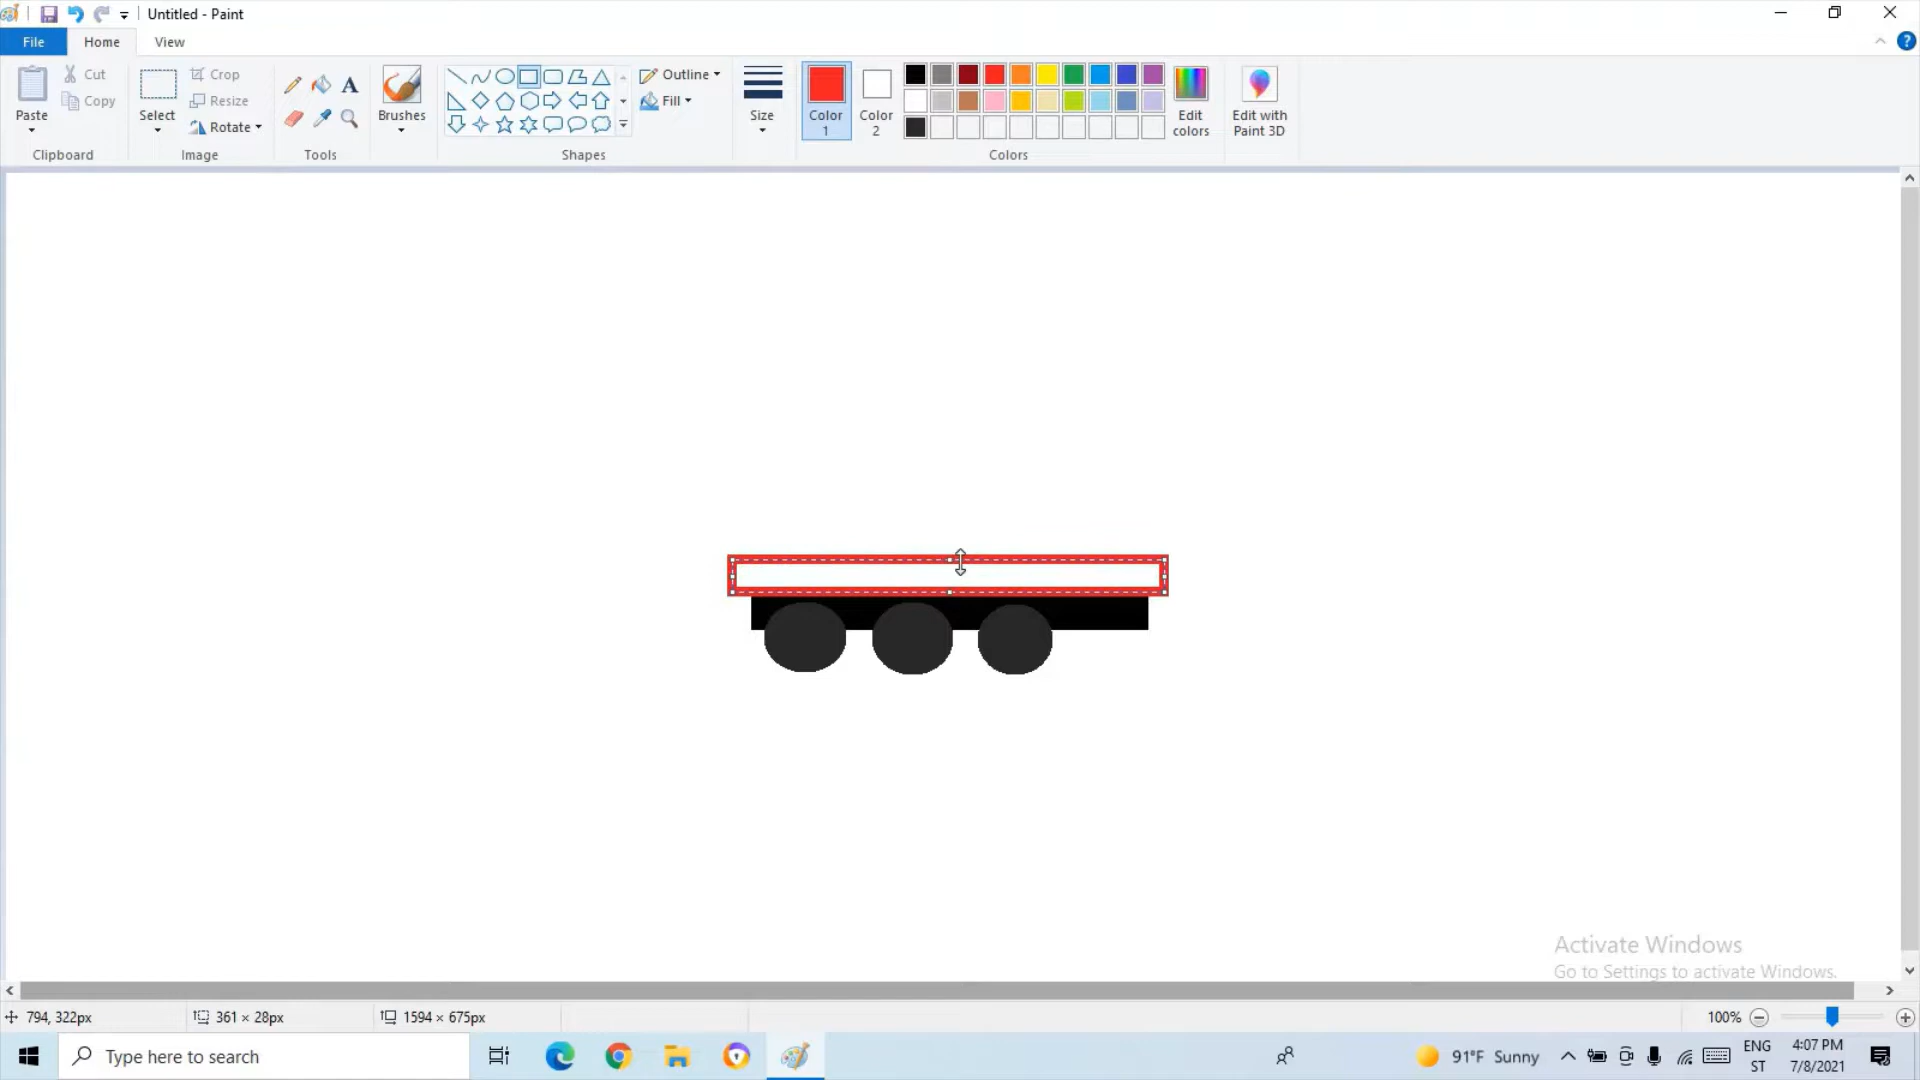 Untitled - Paint
File Home View
Paste
Cut
Copy
Clipboard
Select
Crop
Resize
Rotate
Image
A
Tools
Brushes
Shapes
Outline
Fill
Size
Color 1
Color 2
Edit colors
Colors
Edit with Paint 3D
?
Activate Windows
Go to Settings to activate Windows.
794, 322px
361 × 28px
1594 × 675px
100%
Type here to search
91°F Sunny
ENG
ST
4:07 PM
7/8/2021